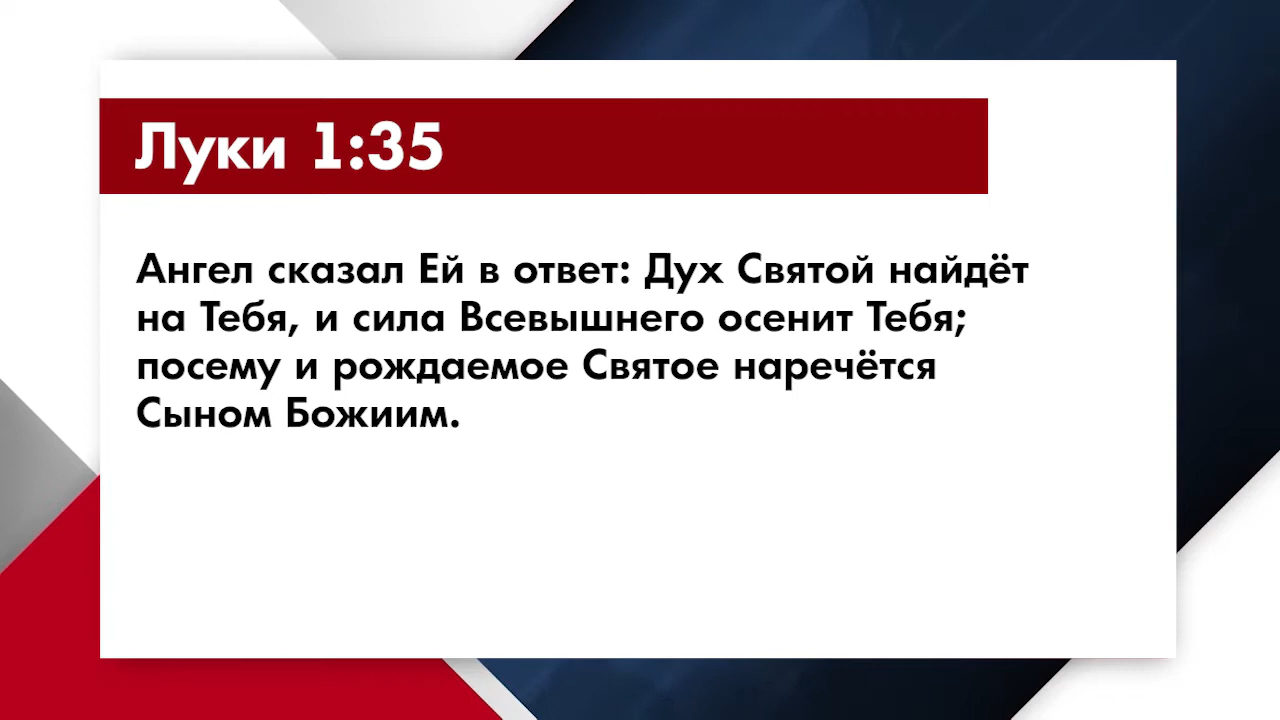 Луки 1:35
Ангел сказал Ей в ответ: Дух Святой найдёт
на Тебя, и сила Всевышнего осенит Тебя;
посему и рождаемое Святое наречётся
Сыном Божиим.